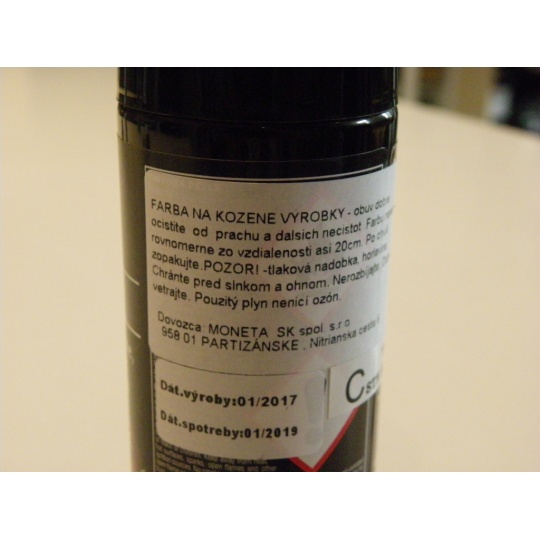 FARBA NA KOZENE VÝROBKY - obuv dobre
ocistite od prachu a dalsich necistot Farbu
rovnomerne zo vzdialenosti asi 20cm. Po
zopakujte.POZOR! -tlaková nadobka, horlavina.
Chránte pred slnkom a ohnom. Nerozbíjajte.
vetrajte. Pouzitý plyn nenicí ozón.
Dovozca: MONETA SK spol. s.r.o.
958 01 PARTIZÁNSKE , Nitrianska cesta
C
Dát.výroby:01/2017
Dát.spotreby:01/2019